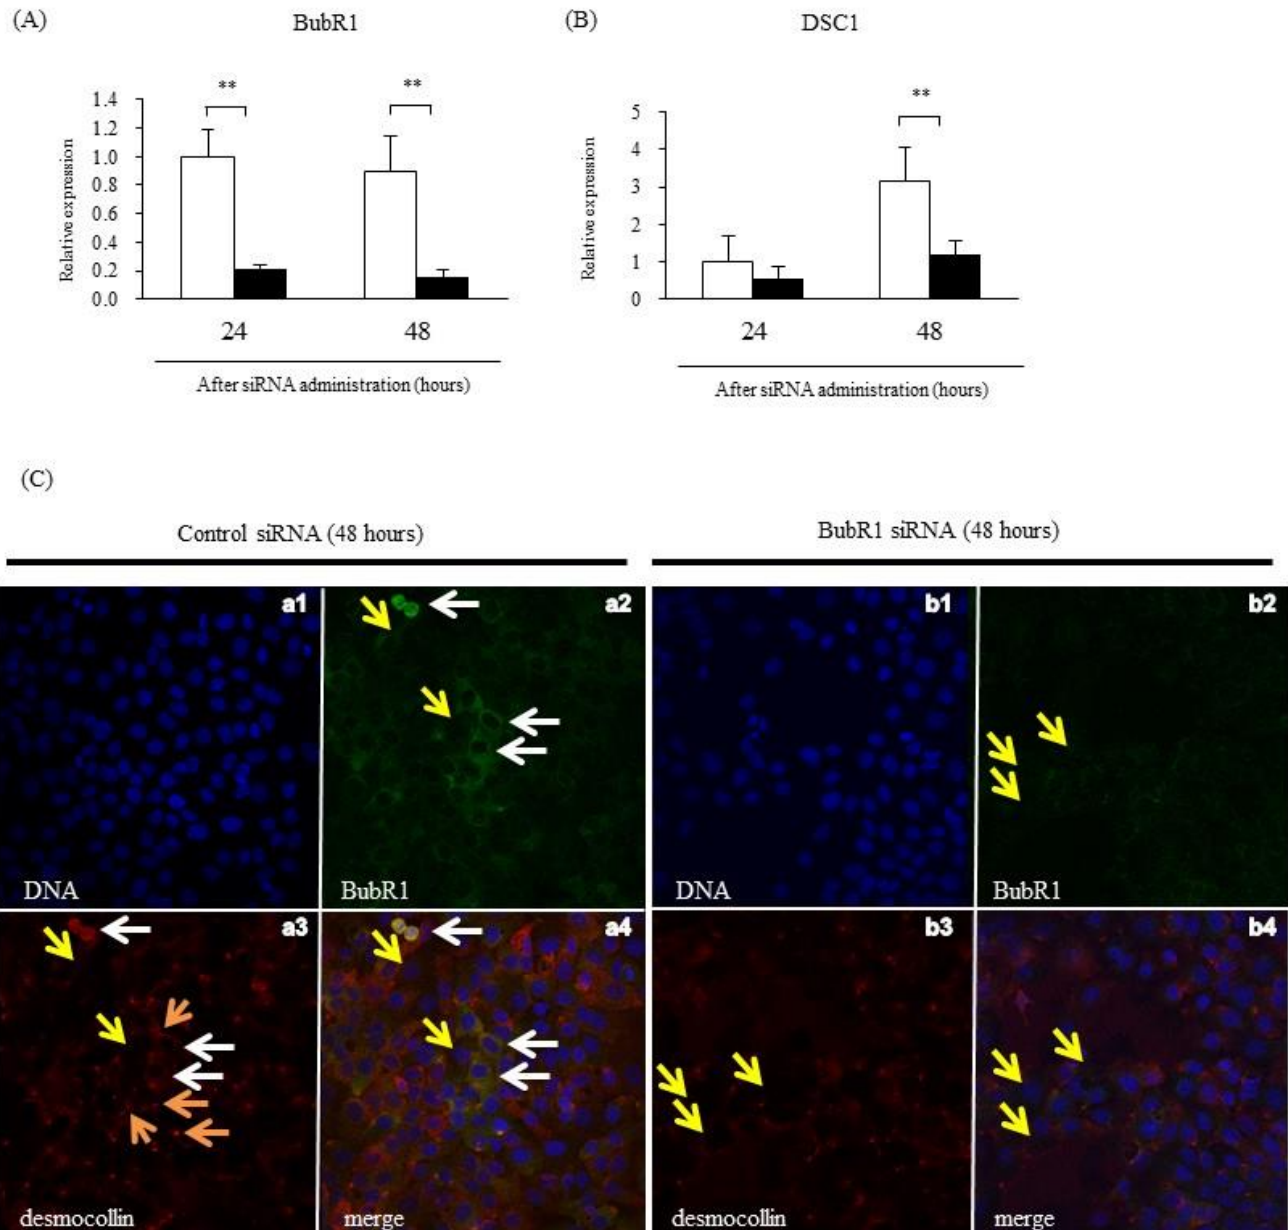 (A)
BubR1
**
**
1.4
1.2
1.0
0.8
0.6
0.4
0.2
0.0
Relative expression
24
48
After siRNA administration (hours)
(B)
DSC1
**
5
4
3
2
1
0
Relative expression
24
48
After siRNA administration (hours)
(C)
Control siRNA (48 hours)
BubR1 siRNA (48 hours)
a1
DNA
a2
BubR1
b1
DNA
b2
BubR1
a3
desmocollin
a4
merge
b3
desmocollin
b4
merge